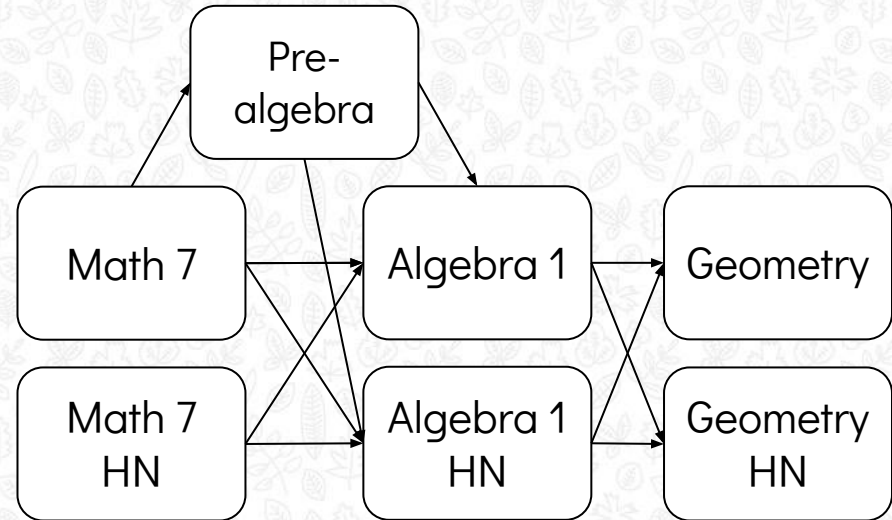 Pre-
algebra
Math 7
Algebra 1
Geometry
Math 7
HN
Algebra 1
HN
Geometry
HN